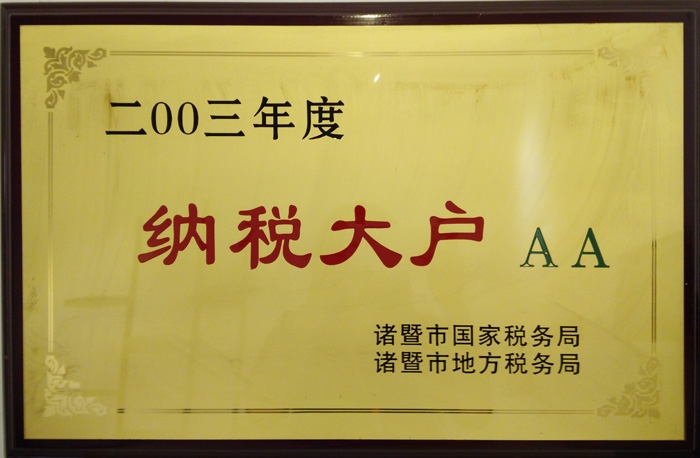 二00三年度
纳税大户 AA
诸暨市国家税务局
诸暨市地方税务局